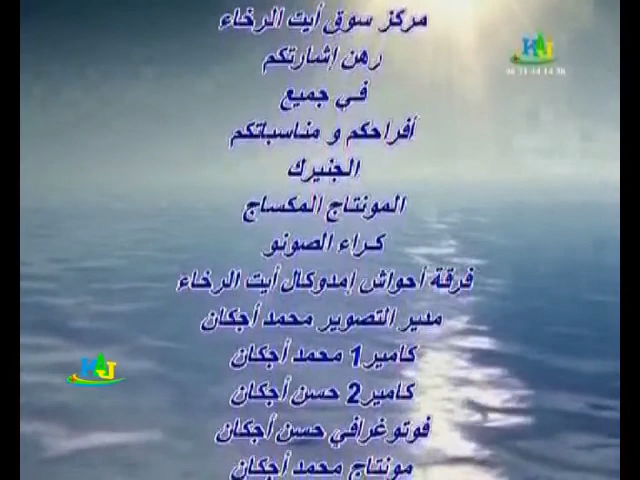 مركز سوق أيت الرخاء
رهن إشارتكم
في جميع
أفراحكم و مناسباتكم
الجنيرك
المونتاج المكساج
كراء الصونو
فرقة أحواش إمدوكال أيت الرخاء
مدير التصوير محمد أجكان
كامير1 محمد أجكان
كامير2 حسن أجكان
فوتوغرافي حسن أجكان
مونتاج محمد أجكان